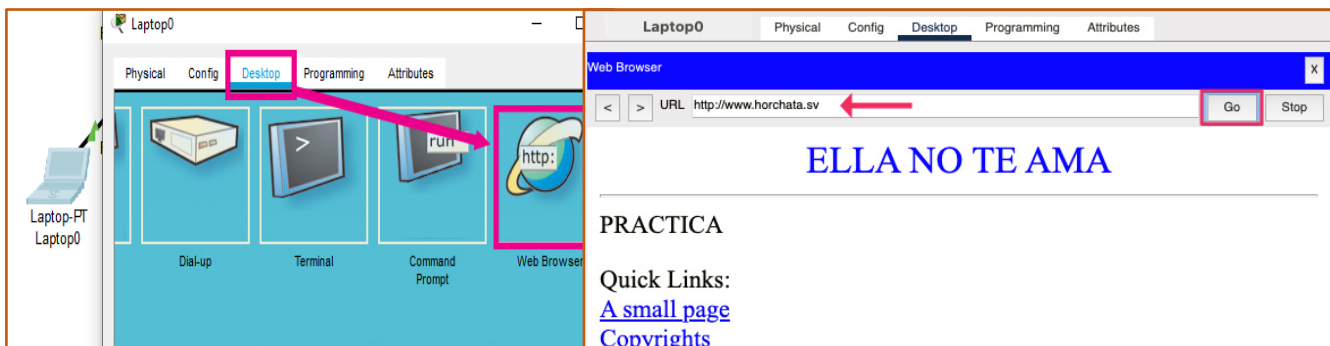 Laptop0
Physical Config Desktop Programming Attributes
run
http:
Laptop-PT
Laptop0
Dial-up
Terminal
Command
Prompt
Web Browser
Laptop0 Physical Config Desktop Programming Attributes
Web Browser X
< > URL http://www.horchata.sv Go Stop
ELLA NO TE AMA
PRACTICA
Quick Links:
A small page
Copyrights